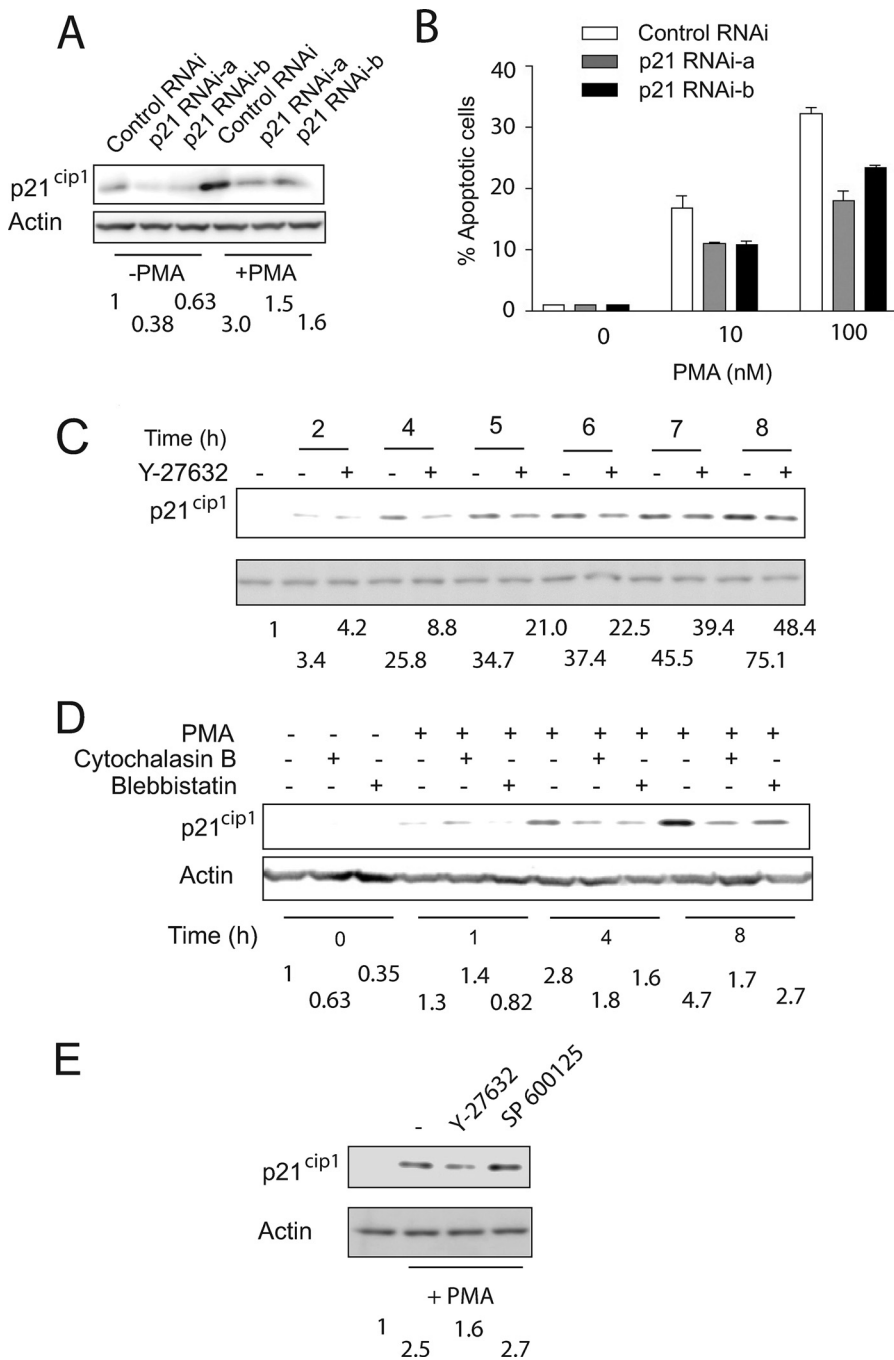 A
Control RNAi
p21 RNAi-a
p21 RNAi-b
Control RNAi
p21 RNAi-a
p21 RNAi-b
p21cip1
Actin
-PMA +PMA
1 0.63 1.5
0.38 3.0 1.6
B
Control RNAi
p21 RNAi-a
p21 RNAi-b
% Apoptotic cells
40
30
20
10
0
0 10 100
PMA (nM)
C
Time (h) 2 4 5 6 7 8
Y-27632 - - + - + - + - + - + - +
p21cip1
1 4.2 8.8 21.0 22.5 39.4 48.4
3.4 25.8 34.7 37.4 45.5 75.1
D
PMA - - - + + + + + + + + +
Cytochalasin B - + - - + - - + - - + -
Blebbistatin - - + - - + - - + - - +
p21cip1
Actin
Time (h) 0 1 4 8
1 0.35 1.4 2.8 1.6 1.7
0.63 1.3 0.82 1.8 4.7 2.7
E
- Y-27632 SP 600125
p21cip1
Actin
+ PMA
1 1.6
2.5 2.7